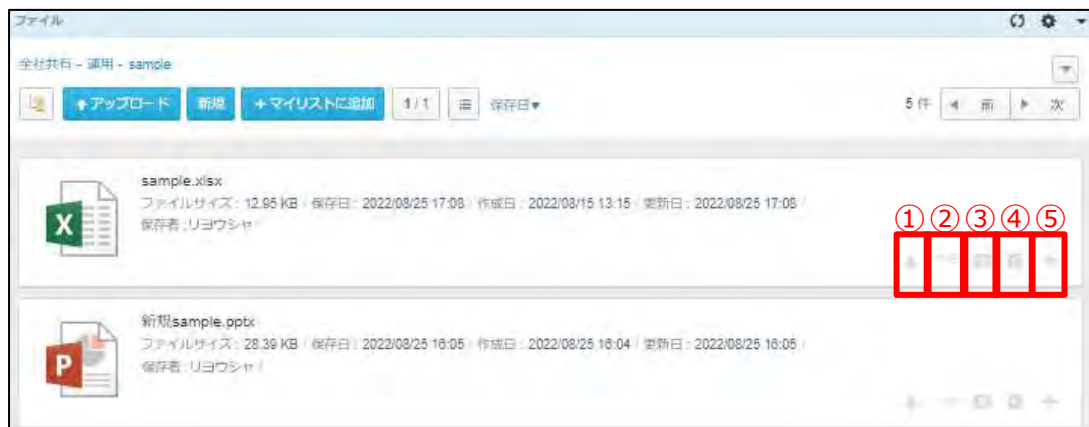 ファイル
全社共有 - 運用 - sample
アップロード 新規 +マイリストに追加 1/1 保存日▼ 5 件 ◀ 前 ▶ 次
sample.xlsx
ファイルサイズ : 12.95 KB / 保存日 : 2022/08/25 17:08 / 作成日 : 2022/08/15 13:15 / 更新日 : 2022/08/25 17:08 /
保存者 : リヨウシャ /
① ② ③ ④ ⑤
新規sample.pptx
ファイルサイズ : 28.39 KB / 保存日 : 2022/08/25 16:05 / 作成日 : 2022/08/25 16:04 / 更新日 : 2022/08/25 16:05 /
保存者 : リヨウシャ /